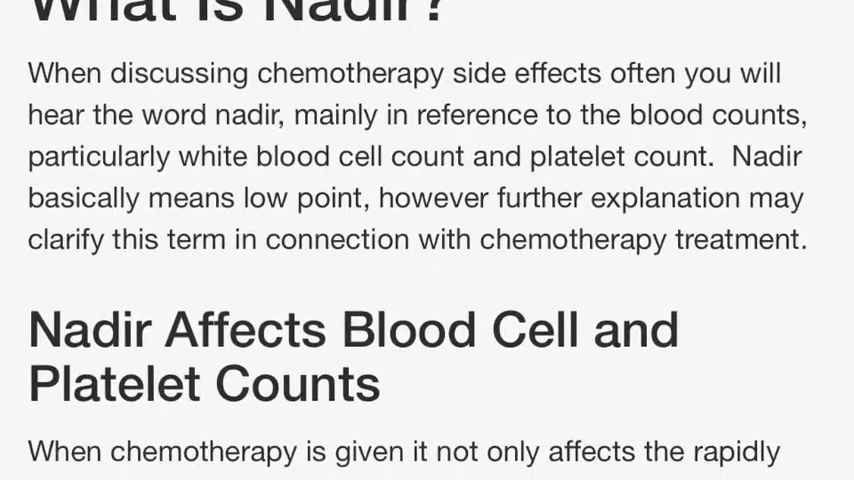 What Is Nadir?
When discussing chemotherapy side effects often you will
hear the word nadir, mainly in reference to the blood counts,
particularly white blood cell count and platelet count.  Nadir
basically means low point, however further explanation may
clarify this term in connection with chemotherapy treatment.
Nadir Affects Blood Cell and
Platelet Counts
When chemotherapy is given it not only affects the rapidly